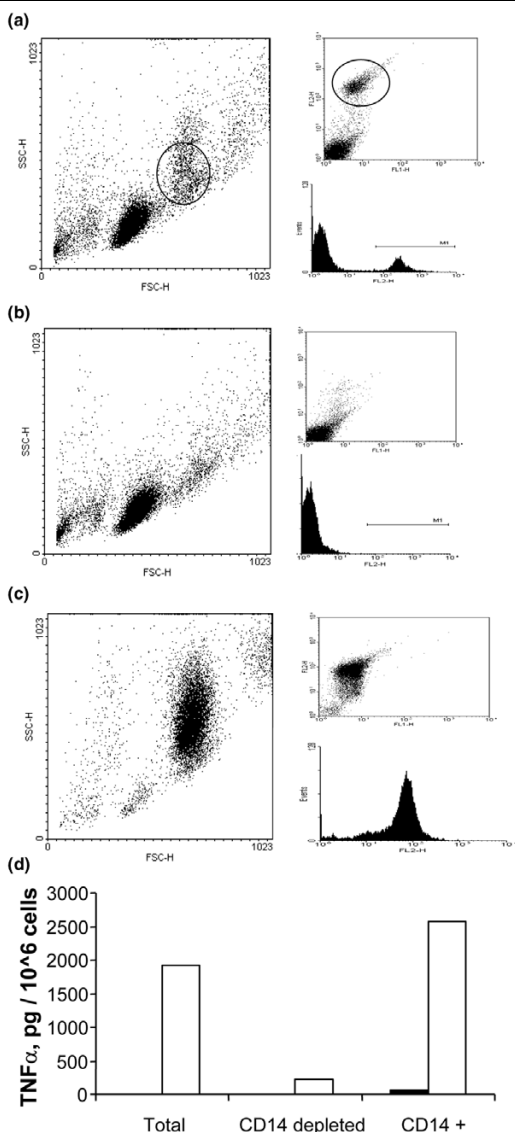 (a)
1023
SSC-H
0
0
FSC-H
1023
FL2-H
FL1-H
Events
M1
FL2-H
(b)
1023
SSC-H
0
0
FSC-H
1023
FL1-H
M1
FL2-H
(c)
1023
SSC-H
0
0
FSC-H
1023
FL2-H
FL1-H
Events
FL2-H
(d)
TNFα, pg / 10^6 cells
3000
2500
2000
1500
1000
500
0
Total
CD14 depleted
CD14 +